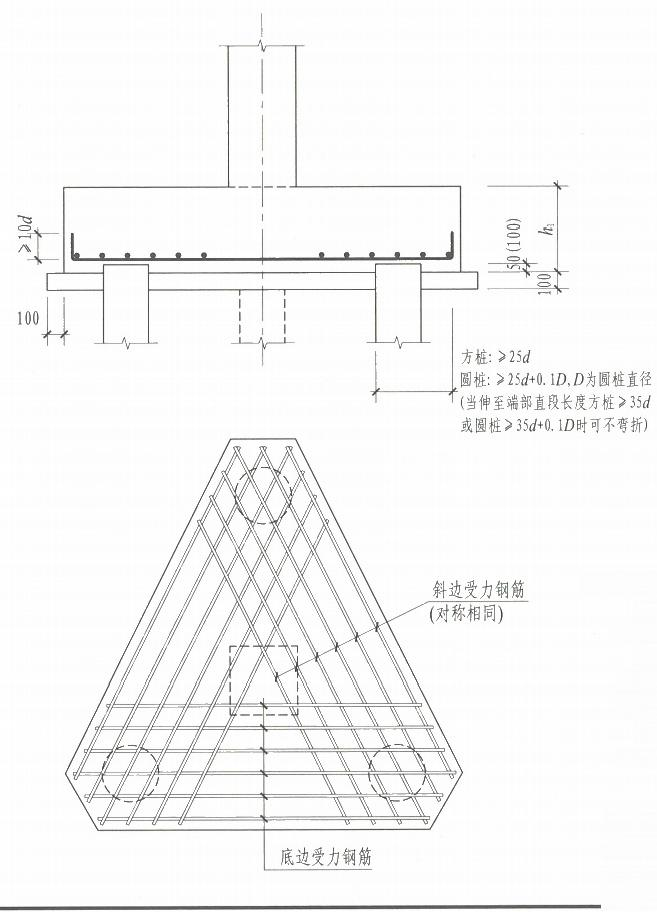 ≥10d
100
50(100)
h₁
100
方桩:≥25d
圆桩:≥25d+0.1D,D为圆桩直径
(当伸至端部直段长度方桩≥35d
或圆桩≥35d+0.1D时可不弯折)
斜边受力钢筋
(对称相同)
底边受力钢筋